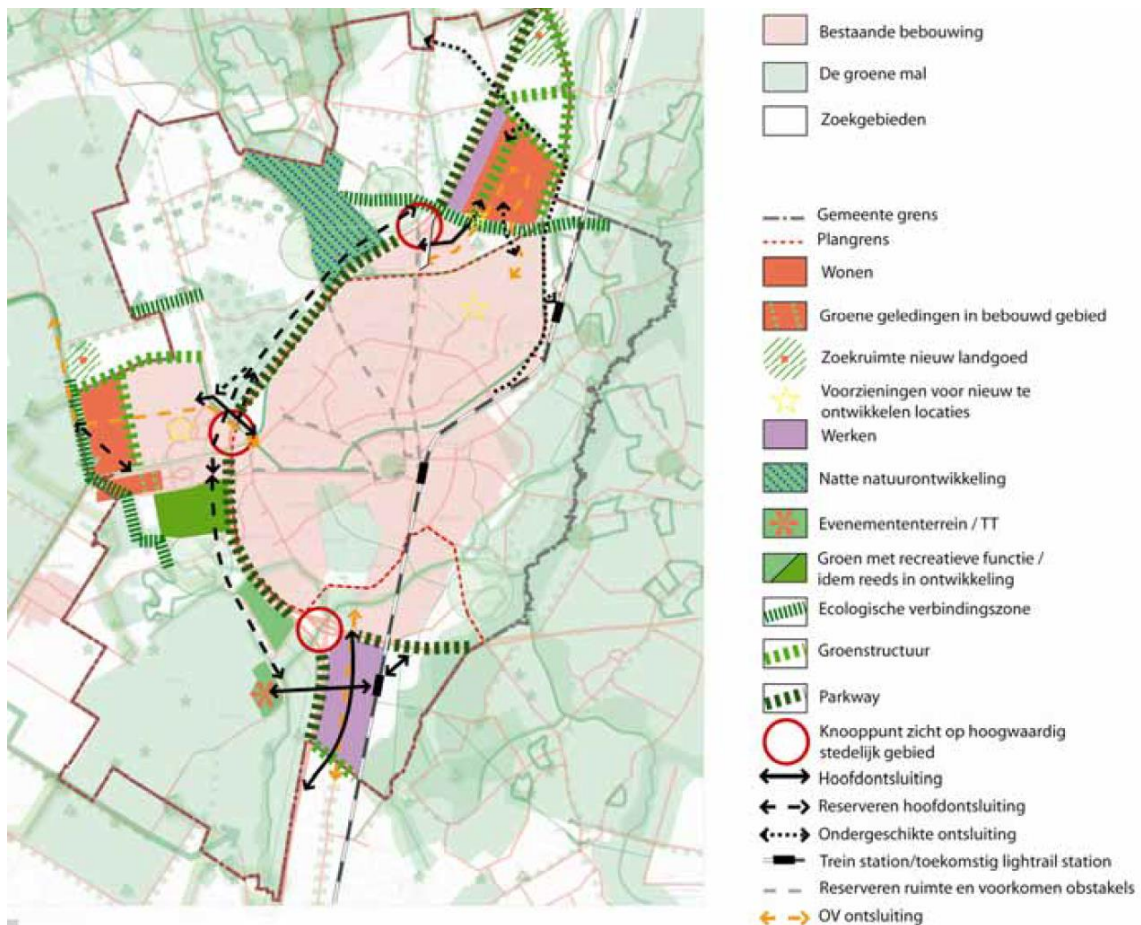 Bestaande bebouwing
De groene mal
Zoekgebieden
Gemeente grens
Plangrens
Wonen
Groene geledingen in bebouwd gebied
Zoekruimte nieuw landgoed
Voorzieningen voor nieuw te
ontwikkelen locaties
Werken
Natte natuurontwikkeling
Evenemententerrein / TT
Groen met recreatieve functie /
idem reeds in ontwikkeling
Ecologische verbindingszone
Groenstructuur
Parkway
Knooppunt zicht op hoogwaardig
stedelijk gebied
Hoofdontsluiting
Reserveren hoofdontsluiting
Ondergeschikte ontsluiting
Trein station/toekomstig lightrail station
Reserveren ruimte en voorkomen obstakels
OV ontsluiting